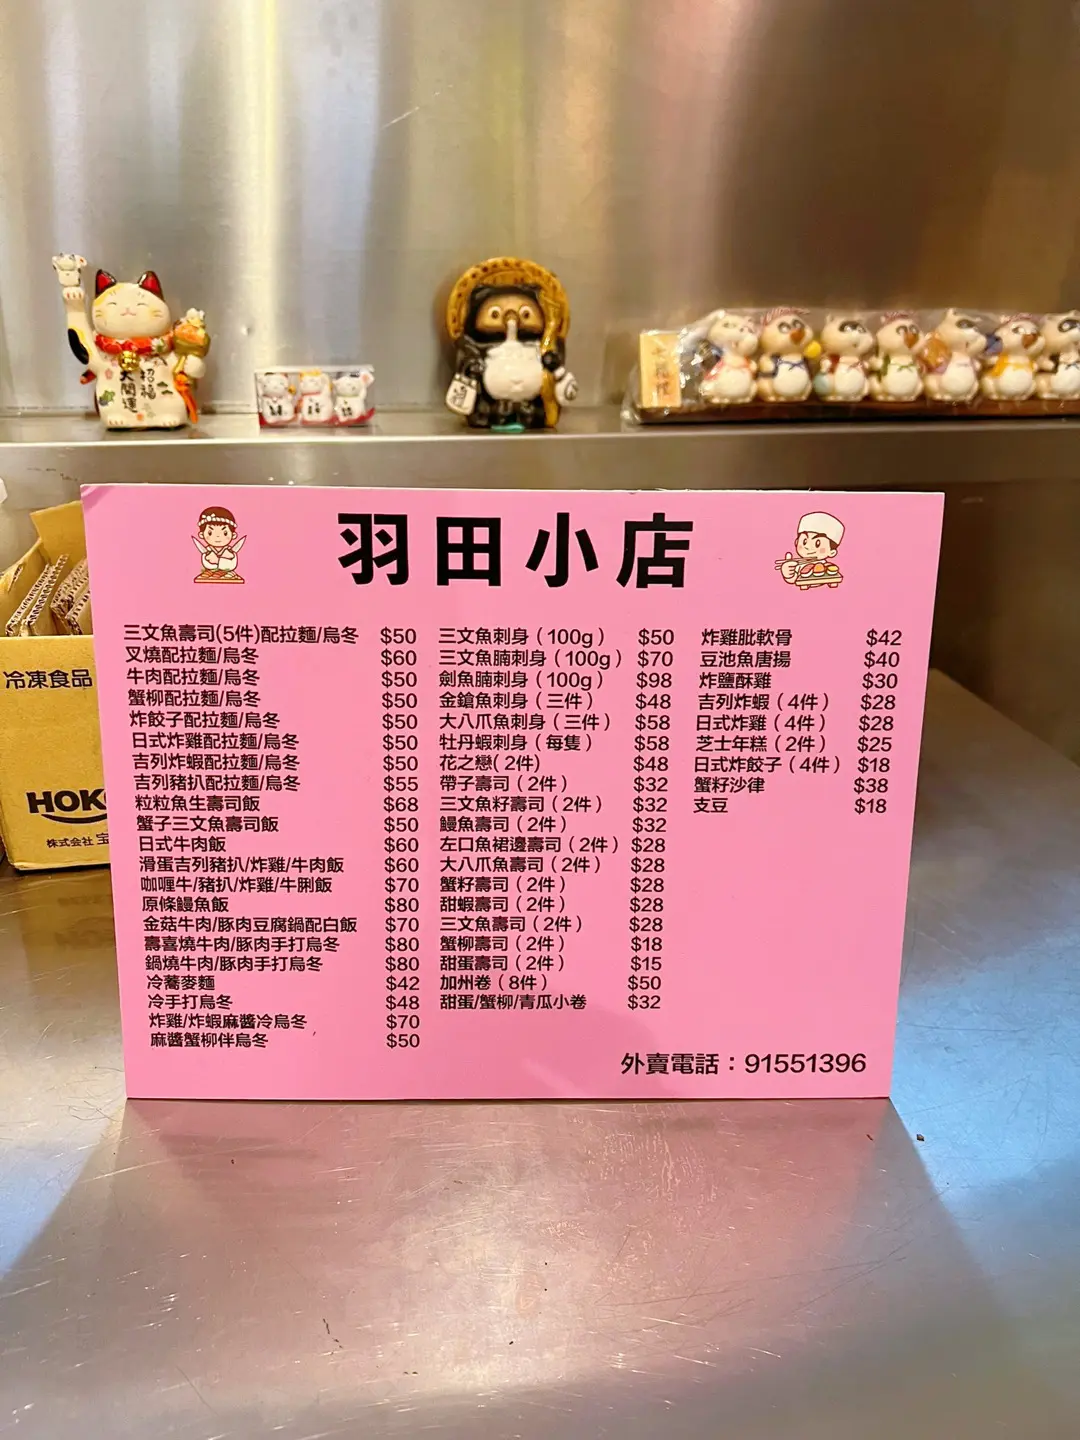 招福
大開運
羽田小店
三文魚壽司(5件)配拉麵/烏冬 $50
叉燒配拉麵/烏冬 $60
牛肉配拉麵/烏冬 $50
蟹柳配拉麵/烏冬 $50
炸餃子配拉麵/烏冬 $50
日式炸雞配拉麵/烏冬 $50
吉列炸蝦配拉麵/烏冬 $50
吉列豬扒配拉麵/烏冬 $55
粒粒魚生壽司飯 $68
蟹子三文魚壽司飯 $50
日式牛肉飯 $60
滑蛋吉列豬扒/炸雞/牛肉飯 $60
咖喱牛/豬扒/炸雞/牛脷飯 $70
原條鰻魚飯 $80
金菇牛肉/豚肉豆腐鍋配白飯 $70
壽喜燒牛肉/豚肉手打烏冬 $80
鍋燒牛肉/豚肉手打烏冬 $80
冷蕎麥麵 $42
冷手打烏冬 $48
炸雞/炸蝦麻醬冷烏冬 $70
麻醬蟹柳伴烏冬 $50
三文魚刺身（100g） $50
三文魚腩刺身（100g） $70
劍魚腩刺身（100g） $98
金鎗魚刺身（三件） $48
大八爪魚刺身（三件） $58
牡丹蝦刺身（每隻） $58
花之戀(2件) $48
帶子壽司（2件） $32
三文魚籽壽司（2件） $32
鰻魚壽司（2件） $32
左口魚裙邊壽司（2件） $28
大八爪魚壽司（2件） $28
蟹籽壽司（2件） $28
甜蝦壽司（2件） $28
三文魚壽司（2件） $28
蟹柳壽司（2件） $18
甜蛋壽司（2件） $15
加州卷（8件） $50
甜蛋/蟹柳/青瓜小卷 $32
炸雞肶軟骨 $42
豆池魚唐揚 $40
炸鹽酥雞 $30
吉列炸蝦（4件） $28
日式炸雞（4件） $28
芝士年糕（2件） $25
日式炸餃子（4件） $18
蟹籽沙律 $38
支豆 $18
外賣電話：91551396
冷凍食品
HOK
株式会社 宝